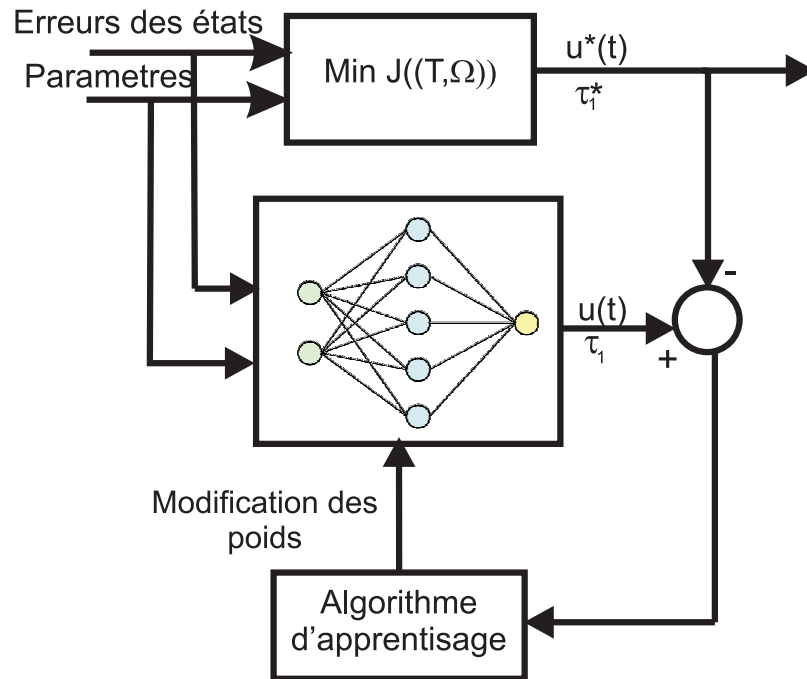 Erreurs des états
Parametres
Min J((T,Ω))
u*(t)
τ₁*
-
u(t)
τ₁
+
Modification des
poids
Algorithme
d'apprentisage